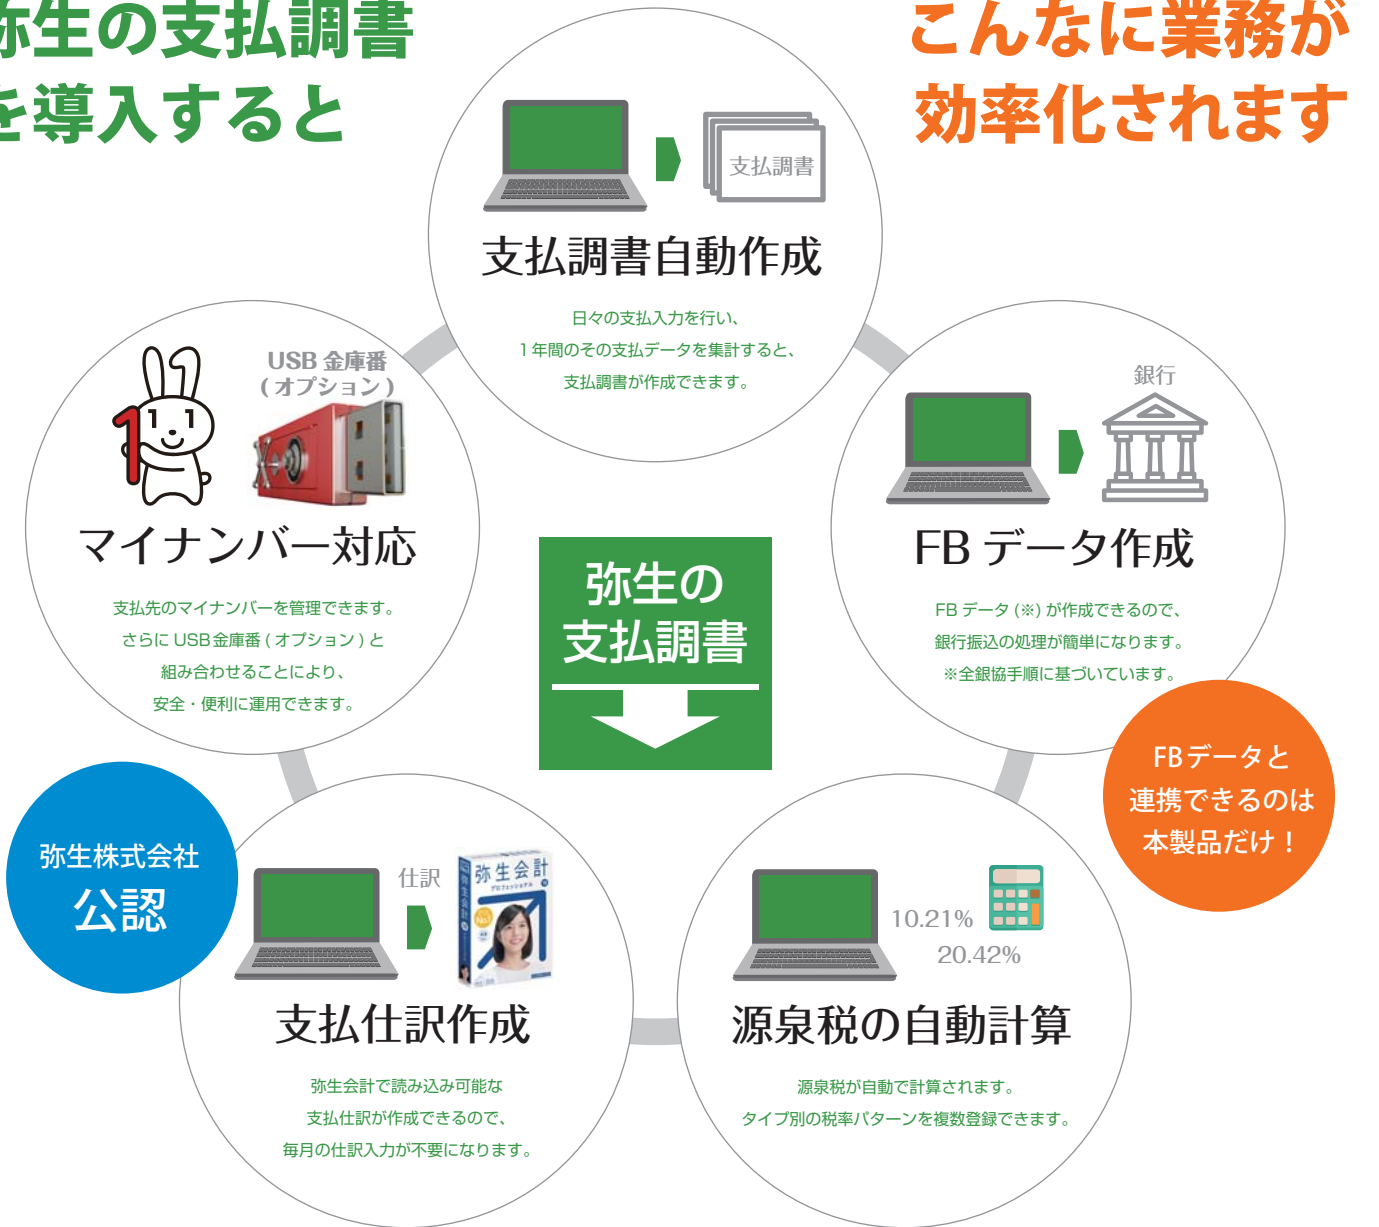 弥生の支払調書
を導入すると
こんなに業務が
効率化されます
支払調書
支払調書自動作成
日々の支払入力を行い、
1年間のその支払データを集計すると、
支払調書が作成できます。
USB 金庫番
(オプション)
マイナンバー対応
支払先のマイナンバーを管理できます。
さらに USB金庫番(オプション)と
組み合わせることにより、
安全・便利に運用できます。
銀行
FB データ作成
FB データ(※)が作成できるので、
銀行振込の処理が簡単になります。
※全銀協手順に基づいています。
弥生の
支払調書
FBデータと
連携できるのは
本製品だけ！
弥生株式会社
公認
仕訳
弥生会計
プロフェッショナル
弥生会計
支払仕訳作成
弥生会計で読み込み可能な
支払仕訳が作成できるので、
毎月の仕訳入力が不要になります。
10.21%
20.42%
源泉税の自動計算
源泉税が自動で計算されます。
タイプ別の税率パターンを複数登録できます。